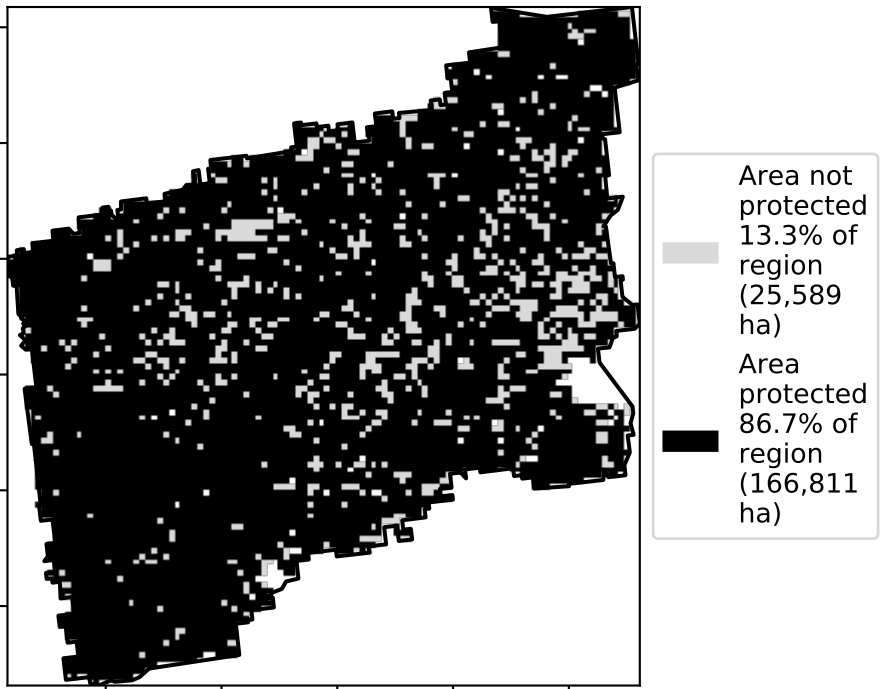 Area not
protected
13.3% of
region
(25,589
ha)
Area
protected
86.7% of
region
(166,811
ha)